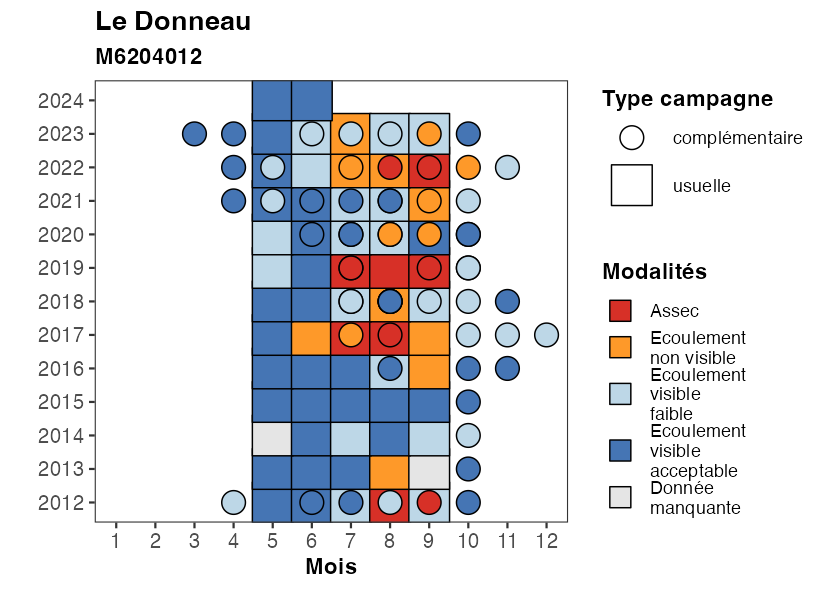 Le Donneau
M6204012
2024
2023
2022
2021
2020
2019
2018
2017
2016
2015
2014
2013
2012
1 2 3 4 5 6 7 8 9 10 11 12
Mois
Type campagne
complémentaire
usuelle
Modalités
Assec
Ecoulement
non visible
Ecoulement
visible
faible
Ecoulement
visible
acceptable
Donnée
manquante